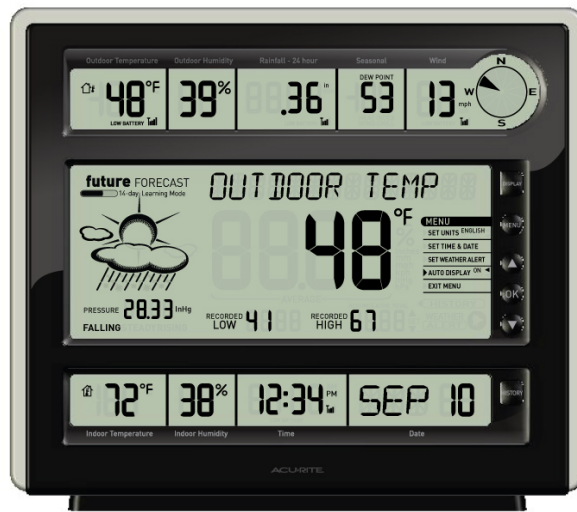 Outdoor Temperature Outdoor Humidity Rainfall - 24 hour Seasonal Wind
48°F LOW BATTERY
39%
.36 in
DEW POINT 53
13 mph
N
W E
S
future FORECAST
14-day Learning Mode
OUTDOOR TEMP
48°F
PRESSURE 28.33 InHg
FALLING
RECORDED LOW 41
RECORDED HIGH 67
MENU
SET UNITS ENGLISH
SET TIME & DATE
SET WEATHER ALERT
AUTO DISPLAY ON
EXIT MENU
DISPLAY
MENU
OK
72°F
38%
12:34 PM
SEP 10
HISTORY
Indoor Temperature Indoor Humidity Time Date
ACURITE